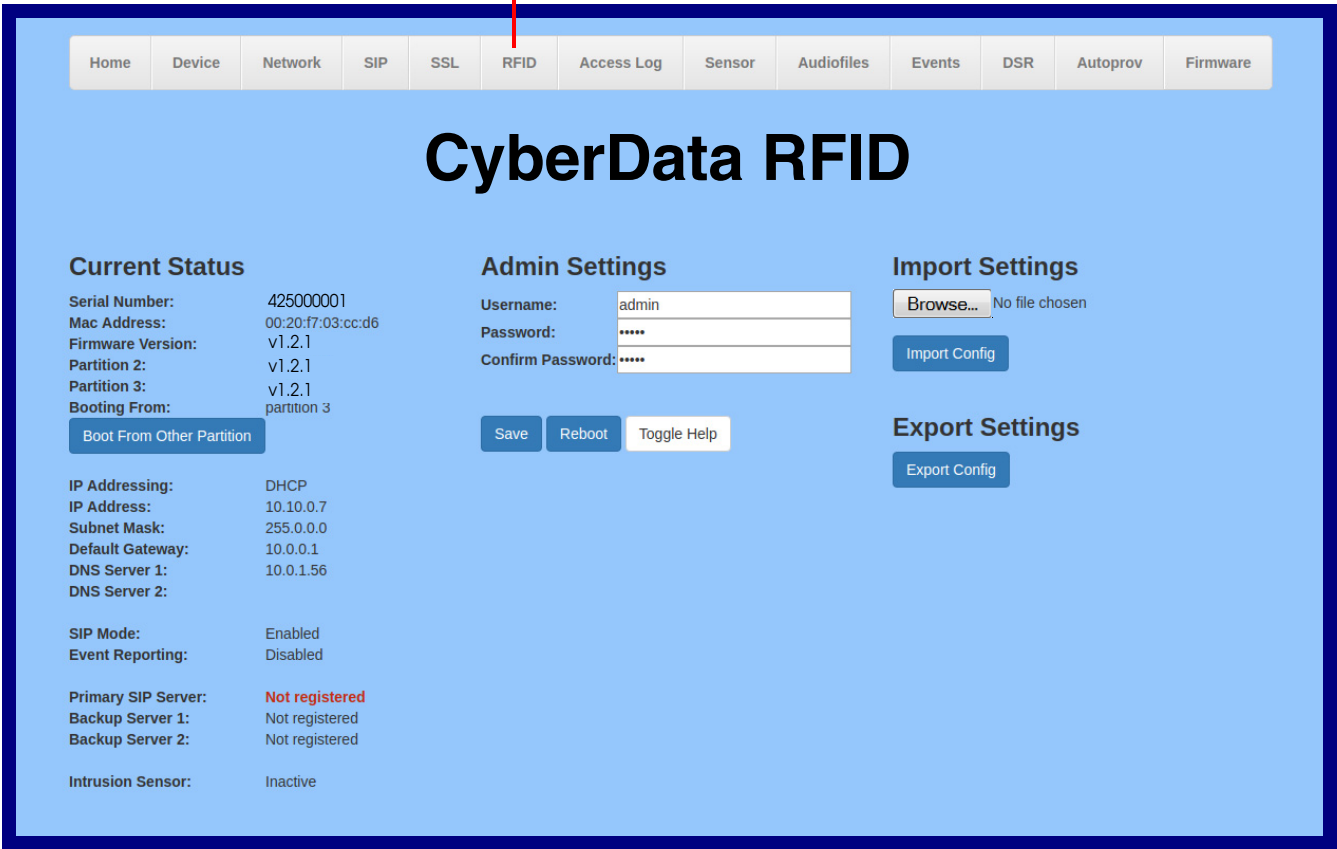 Home Device Network SIP SSL RFID Access Log Sensor Audiofiles Events DSR Autoprov Firmware
CyberData RFID
Current Status
Serial Number: 425000001
Mac Address: 00:20:f7:03:cc:d6
Firmware Version: v1.2.1
Partition 2: v1.2.1
Partition 3: v1.2.1
Booting From: partition 3
Boot From Other Partition
IP Addressing: DHCP
IP Address: 10.10.0.7
Subnet Mask: 255.0.0.0
Default Gateway: 10.0.0.1
DNS Server 1: 10.0.1.56
DNS Server 2:
SIP Mode: Enabled
Event Reporting: Disabled
Primary SIP Server: Not registered
Backup Server 1: Not registered
Backup Server 2: Not registered
Intrusion Sensor: Inactive
Admin Settings
Username: admin
Password: •••••
Confirm Password: •••••
Save Reboot Toggle Help
Import Settings
Browse... No file chosen
Import Config
Export Settings
Export Config